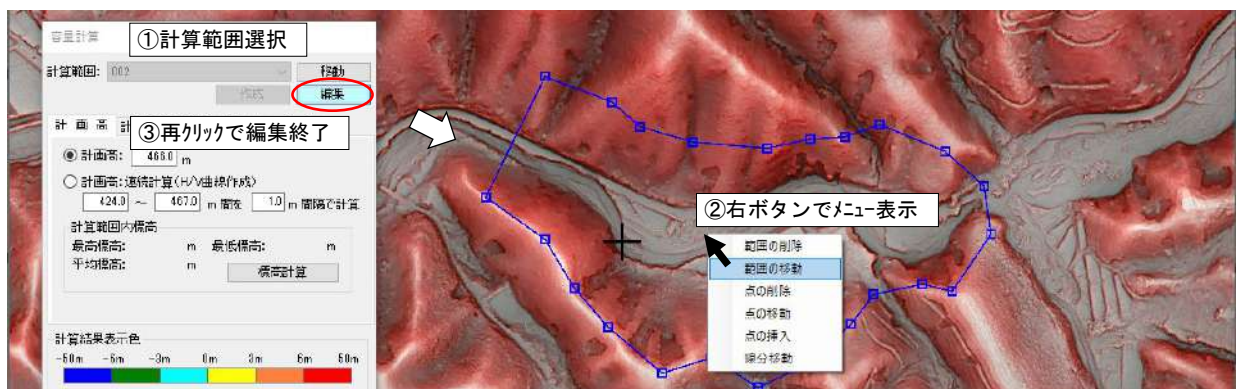 容量計算
①計算範囲選択
計算範囲: 002
移動
作成
編集
計 画 高
③再ｸﾘｯｸで編集終了
計画高: 466.0 m
計画高:連続計算(H/V曲線作成)
424.0 ～ 467.0 m 間を 1.0 m 間隔で計算
計算範囲内標高
最高標高: m 最低標高: m
平均標高: m 標高計算
計算結果表示色
-50m -6m -3m 0m 3m 6m 50m
②右ボタンでﾒﾆｭｰ表示
範囲の削除
範囲の移動
点の削除
点の移動
点の挿入
線分移動